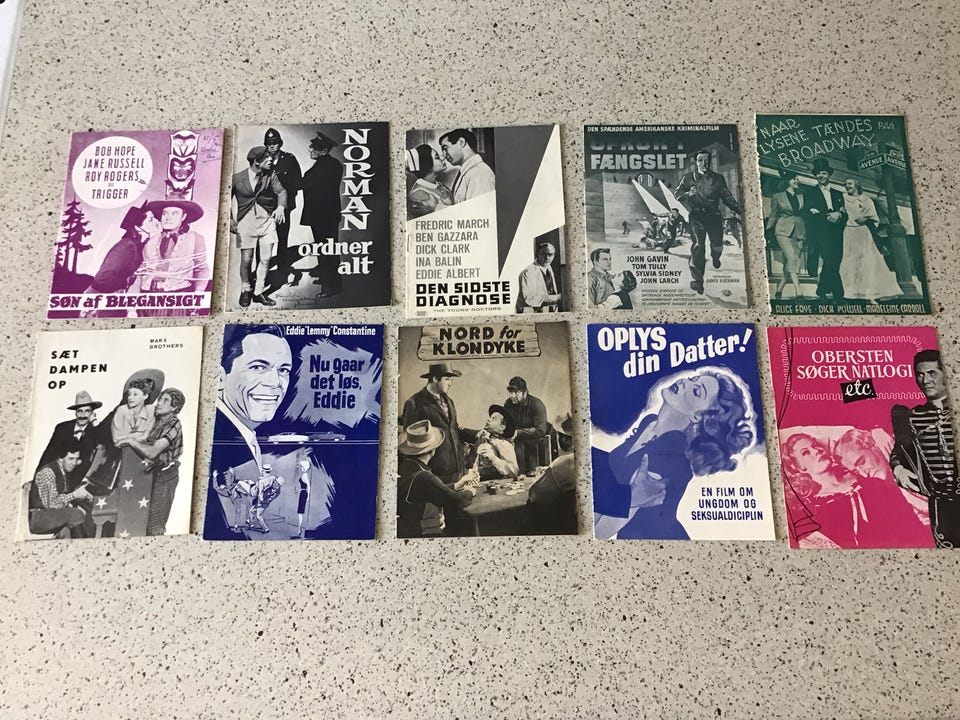 BOB HOPE
JANE RUSSELL
ROY ROGERS
OG
TRIGGER
SØN af BLEGANSIGT
NORMAN
ordner
alt
FREDRIC MARCH
BEN GAZZARA
DICK CLARK
INA BALIN
EDDIE ALBERT
DEN SIDSTE
DIAGNOSE
THE YOUNG DOCTORS
DEN SPÆNDENDE AMERIKANSKE KRIMINALFILM
OPRØR I
FÆNGSLET
JOHN GAVIN
TOM TULLY
SYLVIA SIDNEY
JOHN LARCH
NAAR
LYSENE TÆNDES PAA
BROADWAY
AVENUE
ALICE FAYE - DICK POWELL - MADELEINE CARROLL
SÆT
DAMPEN
OP
MARX
BROTHERS
Eddie "Lemmy" Constantine
Nu gaar
det løs,
Eddie
NORD for
KLONDYKE
OPLYS
din Datter!
EN FILM OM
UNGDOM OG
SEKSUALDICIPLIN
OBERSTEN
SØGER NATLOGI
etc.